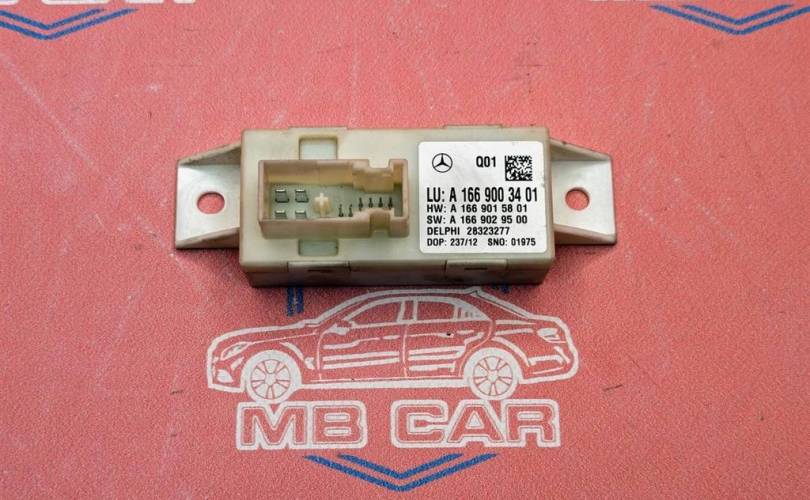 Q01
LU: A 166 900 34 01
HW: A 166 901 58 01
SW: A 166 902 95 00
DELPHI 28323277
DOP: 237/12 SNO: 01975
MB CAR